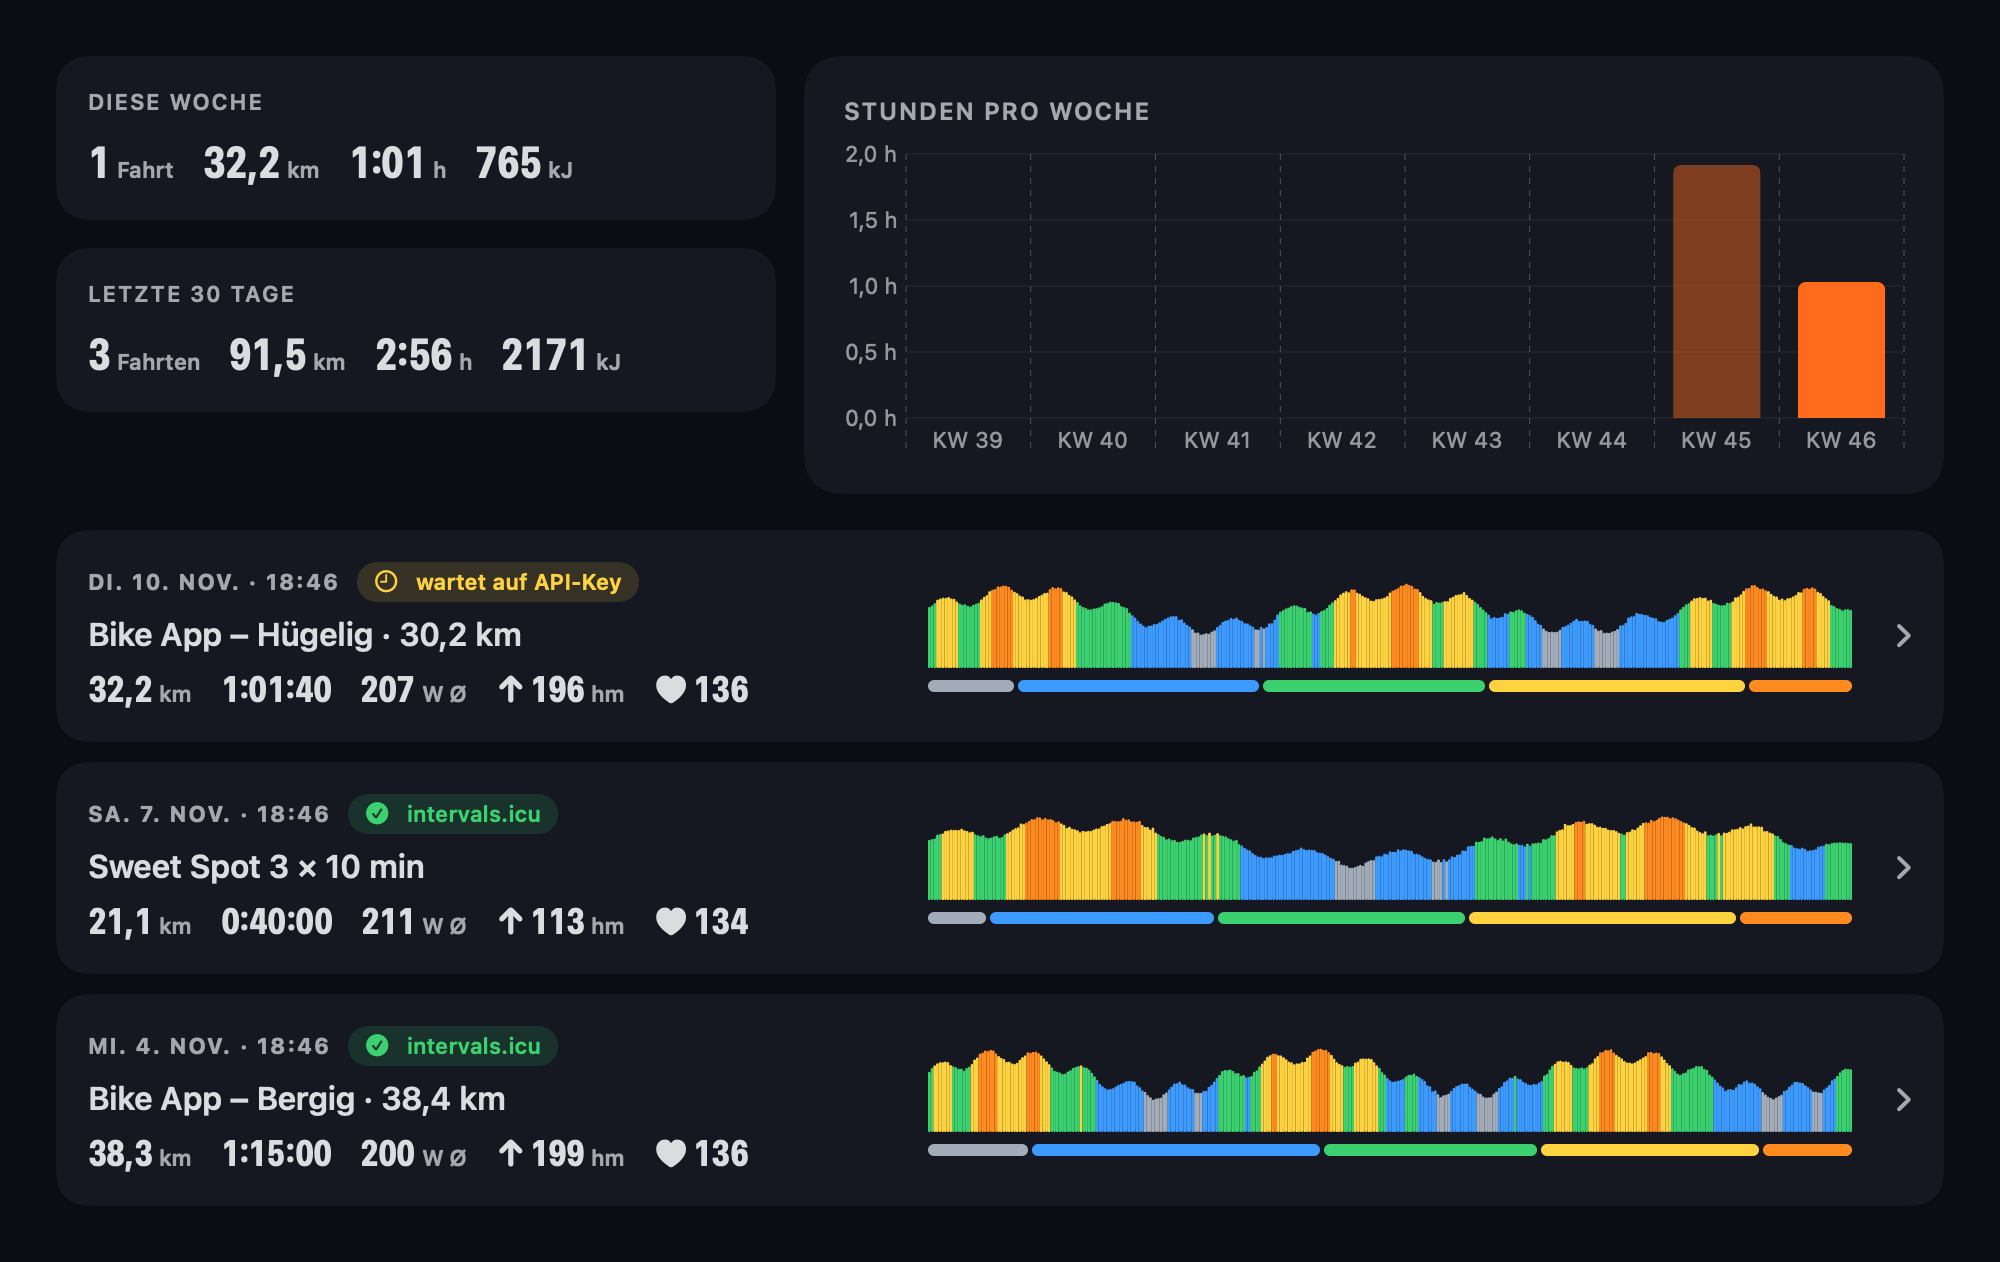 DIESE WOCHE
1 Fahrt 32,2 km 1:01 h 765 kJ
LETZTE 30 TAGE
3 Fahrten 91,5 km 2:56 h 2171 kJ
STUNDEN PRO WOCHE
2,0 h
1,5 h
1,0 h
0,5 h
0,0 h
KW 39 KW 40 KW 41 KW 42 KW 43 KW 44 KW 45 KW 46
DI. 10. NOV. · 18:46 wartet auf API-Key
Bike App – Hügelig · 30,2 km
32,2 km 1:01:40 207 W Ø ↑ 196 hm ♥ 136
SA. 7. NOV. · 18:46 intervals.icu
Sweet Spot 3 × 10 min
21,1 km 0:40:00 211 W Ø ↑ 113 hm ♥ 134
MI. 4. NOV. · 18:46 intervals.icu
Bike App – Bergig · 38,4 km
38,3 km 1:15:00 200 W Ø ↑ 199 hm ♥ 136